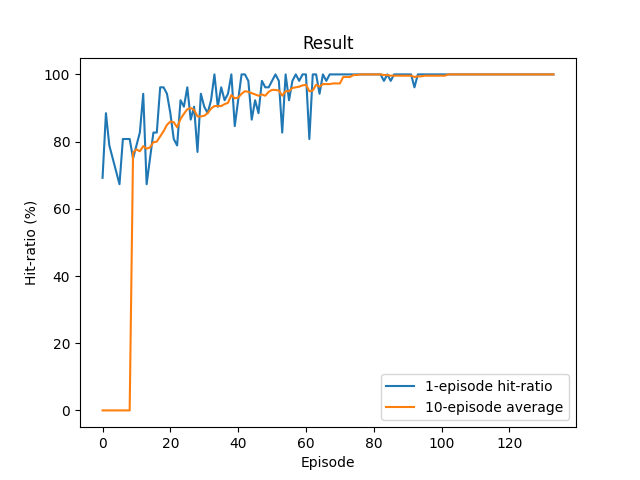 Result
Hit-ratio (%)
100
80
60
40
20
0
1-episode hit-ratio
10-episode average
0 20 40 60 80 100 120
Episode